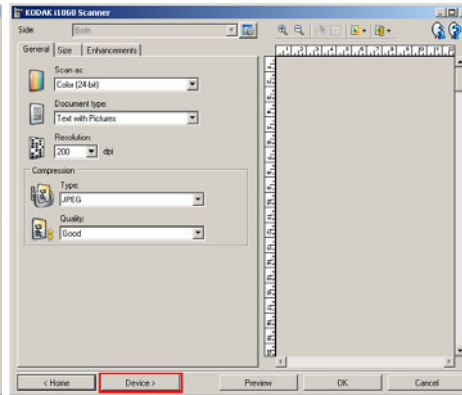 KODAK i1060 Scanner
Side: Both
General Size Enhancements
Scan as:
Color (24-bit)
Document type:
Text with Pictures
Resolution:
200 dpi
Compression
Type:
JPEG
Quality:
Good
< Home Device > Preview OK Cancel